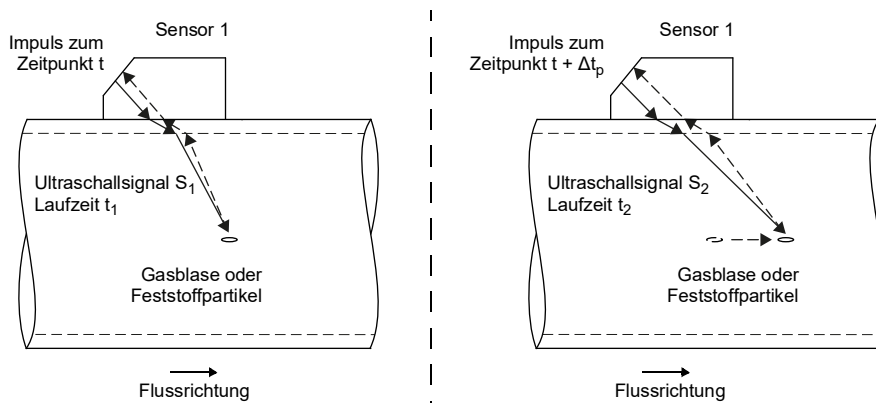 Sensor 1
Impuls zum
Zeitpunkt t
Ultraschallsignal S₁
Laufzeit t₁
Gasblase oder
Feststoffpartikel
Flussrichtung
Sensor 1
Impuls zum
Zeitpunkt t + Δtₚ
Ultraschallsignal S₂
Laufzeit t₂
Gasblase oder
Feststoffpartikel
Flussrichtung